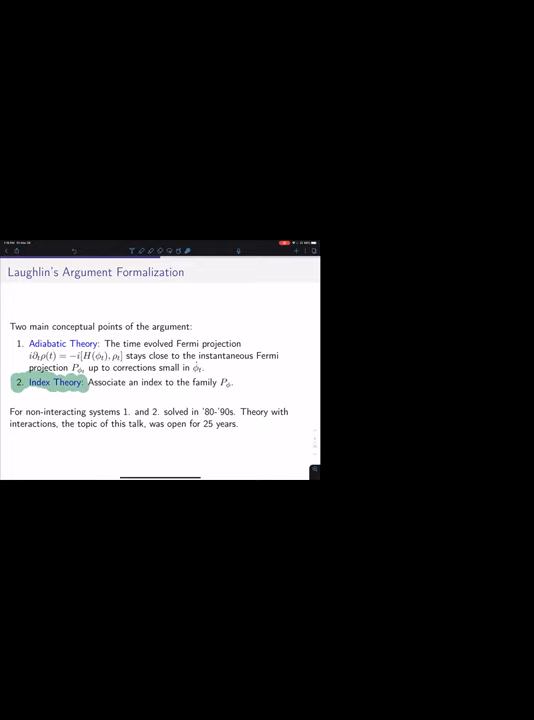 Laughlin's Argument Formalization
Two main conceptual points of the argument:
1. Adiabatic Theory: The time evolved Fermi projection
i∂ₜρ(t) = −i[H(ϕₜ), ρₜ] stays close to the instantaneous Fermi
projection P_ϕₜ up to corrections small in ϕ̇ₜ.
2. Index Theory: Associate an index to the family P_ϕ.
For non-interacting systems 1. and 2. solved in '80-'90s. Theory with
interactions, the topic of this talk, was open for 25 years.